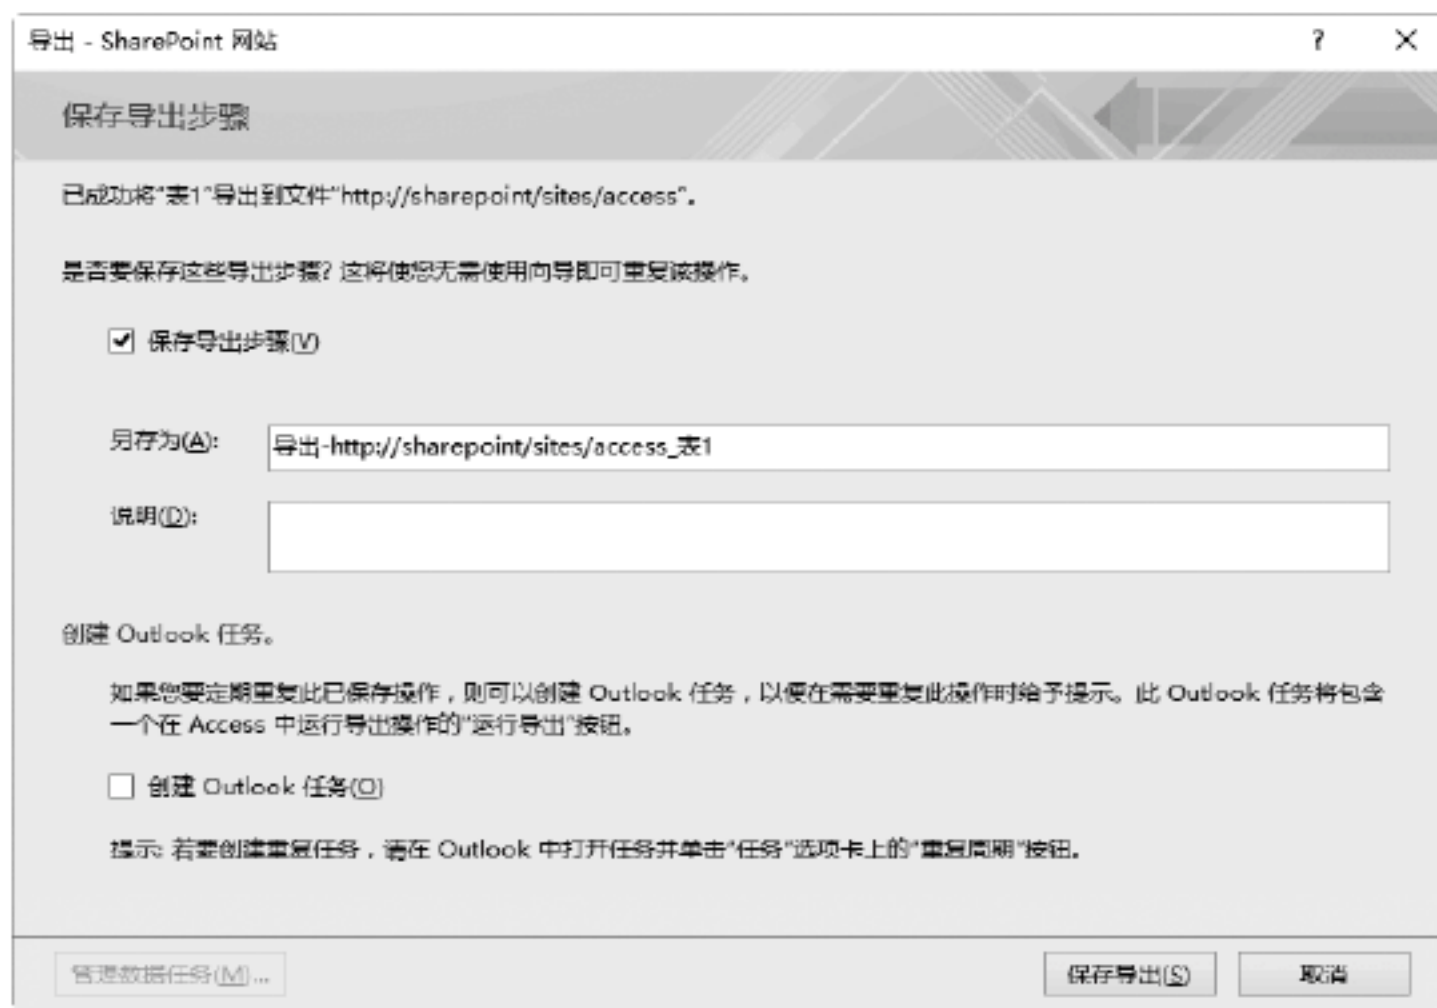 导出 - SharePoint 网站
?
保存导出步骤
已成功将“表1”导出到文件“http://sharepoint/sites/access”。
是否要保存这些导出步骤? 这将使您无需使用向导即可重复该操作。
保存导出步骤(V)
另存为(A):
导出-http://sharepoint/sites/access_表1
说明(D):
创建 Outlook 任务。
如果您要定期重复此已保存操作，则可以创建 Outlook 任务，以便在需要重复此操作时给予提示。此 Outlook 任务将包含
一个在 Access 中运行导出操作的“运行导出”按钮。
创建 Outlook 任务(O)
提示: 若要创建重复任务，请在 Outlook 中打开任务并单击“任务”选项卡上的“重复周期”按钮。
管理数据任务(M)...
保存导出(S)
取消